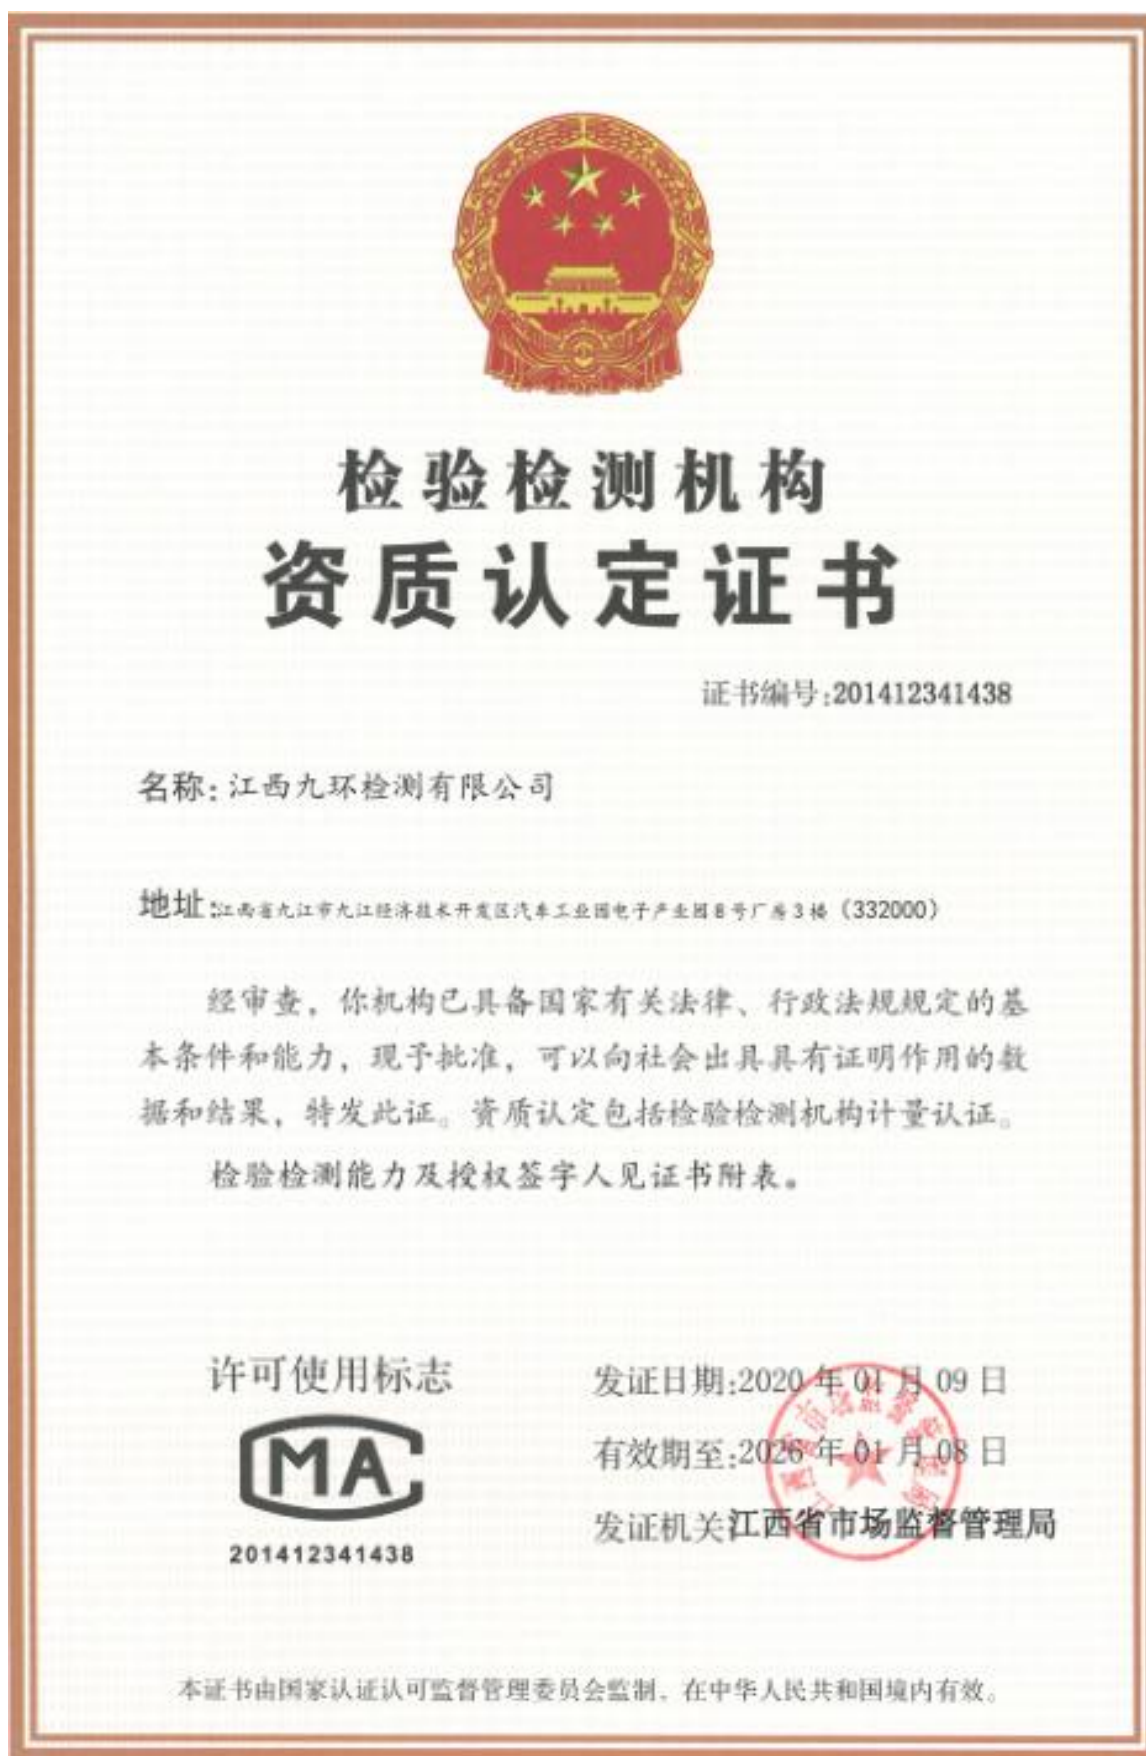 检验检测机构
资质认定证书
证书编号:201412341438
名称:江西九环检测有限公司
地址:江西省九江市九江经济技术开发区汽车工业园电子产业园8号厂房3楼（332000）
经审查，你机构已具备国家有关法律、行政法规规定的基
本条件和能力，现予批准，可以向社会出具具有证明作用的数
据和结果，特发此证。资质认定包括检验检测机构计量认证。
检验检测能力及授权签字人见证书附表。
许可使用标志
MA
201412341438
发证日期:2020年01月09日
有效期至:2026年01月08日
发证机关:江西省市场监督管理局
江西省市场监督管理局
本证书由国家认证认可监督管理委员会监制，在中华人民共和国境内有效。